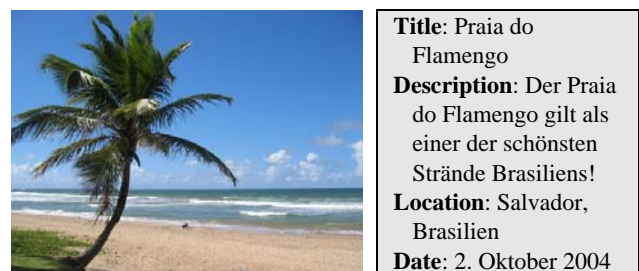 Title: Praia do
Flamengo
Description: Der Praia
do Flamengo gilt als
einer der schönsten
Strände Brasiliens!
Location: Salvador,
Brasilien
Date: 2. Oktober 2004